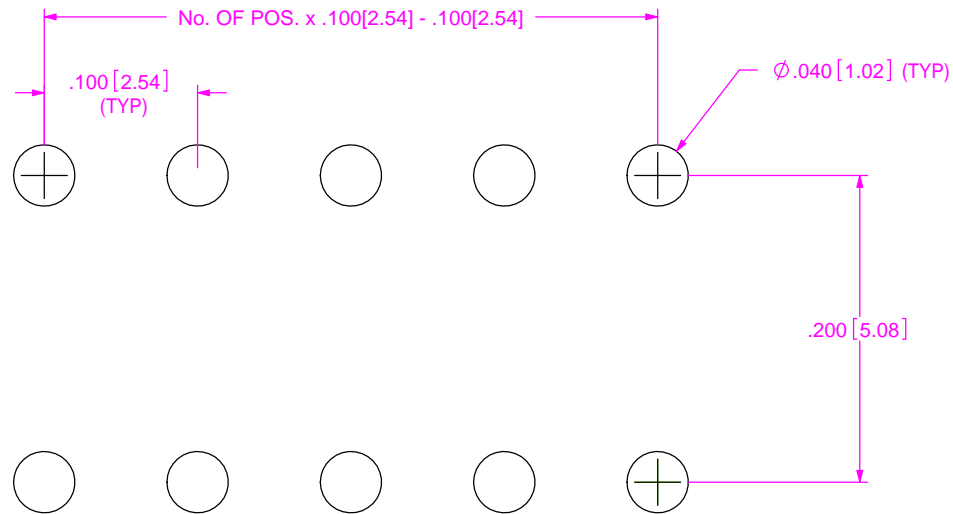 No. OF POS. x .100[2.54] - .100[2.54]
.100 [2.54]
(TYP)
Ø.040 [1.02] (TYP)
.200 [5.08]